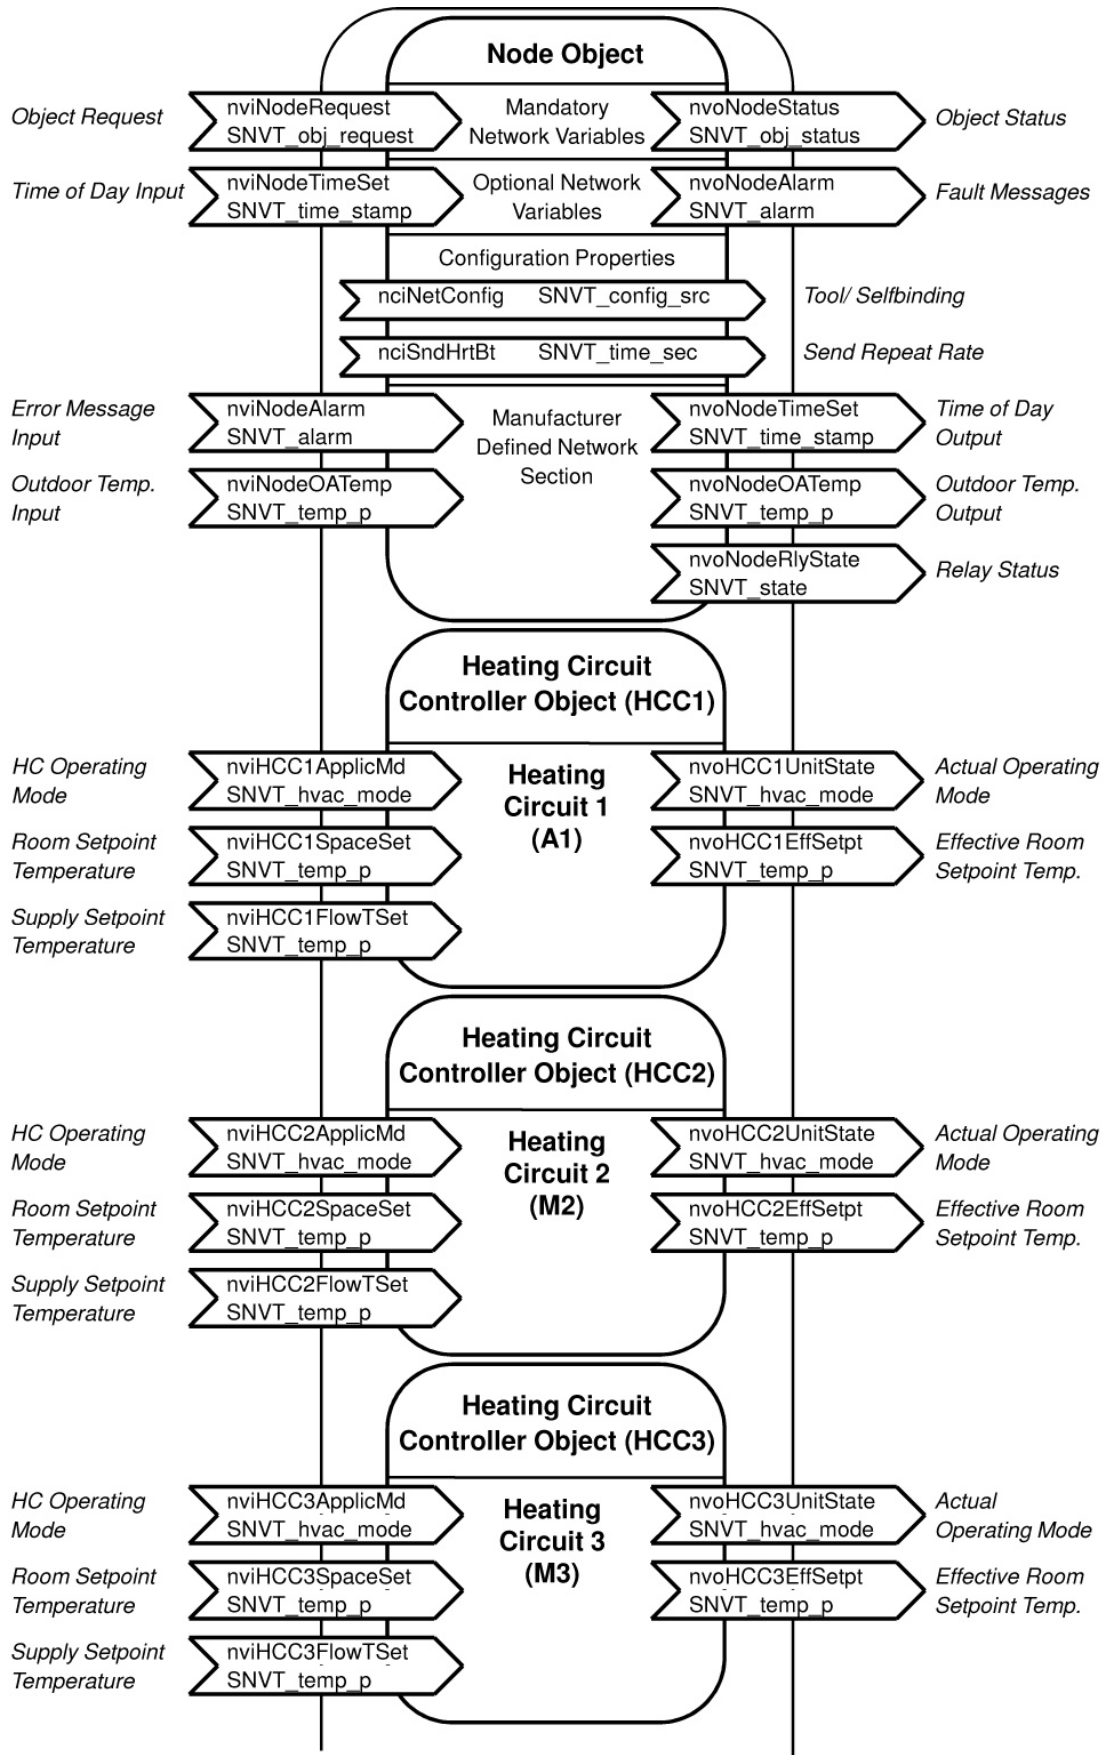 Node Object
Object Request
nviNodeRequest
SNVT_obj_request
Mandatory
Network Variables
nvoNodeStatus
SNVT_obj_status
Object Status
Time of Day Input
nviNodeTimeSet
SNVT_time_stamp
Optional Network
Variables
nvoNodeAlarm
SNVT_alarm
Fault Messages
Configuration Properties
nciNetConfig SNVT_config_src
Tool/ Selfbinding
nciSndHrtBt SNVT_time_sec
Send Repeat Rate
Error Message
Input
nviNodeAlarm
SNVT_alarm
Manufacturer
Defined Network
Section
nvoNodeTimeSet
SNVT_time_stamp
Time of Day
Output
Outdoor Temp.
Input
nviNodeOATemp
SNVT_temp_p
nvoNodeOATemp
SNVT_temp_p
Outdoor Temp.
Output
nvoNodeRlyState
SNVT_state
Relay Status
Heating Circuit
Controller Object (HCC1)
HC Operating
Mode
nviHCC1ApplicMd
SNVT_hvac_mode
Heating
Circuit 1
(A1)
nvoHCC1UnitState
SNVT_hvac_mode
Actual Operating
Mode
Room Setpoint
Temperature
nviHCC1SpaceSet
SNVT_temp_p
nvoHCC1EffSetpt
SNVT_temp_p
Effective Room
Setpoint Temp.
Supply Setpoint
Temperature
nviHCC1FlowTSet
SNVT_temp_p
Heating Circuit
Controller Object (HCC2)
HC Operating
Mode
nviHCC2ApplicMd
SNVT_hvac_mode
Heating
Circuit 2
(M2)
nvoHCC2UnitState
SNVT_hvac_mode
Actual Operating
Mode
Room Setpoint
Temperature
nviHCC2SpaceSet
SNVT_temp_p
nvoHCC2EffSetpt
SNVT_temp_p
Effective Room
Setpoint Temp.
Supply Setpoint
Temperature
nviHCC2FlowTSet
SNVT_temp_p
Heating Circuit
Controller Object (HCC3)
HC Operating
Mode
nviHCC3ApplicMd
SNVT_hvac_mode
Heating
Circuit 3
(M3)
nvoHCC3UnitState
SNVT_hvac_mode
Actual
Operating Mode
Room Setpoint
Temperature
nviHCC3SpaceSet
SNVT_temp_p
nvoHCC3EffSetpt
SNVT_temp_p
Effective Room
Setpoint Temp.
Supply Setpoint
Temperature
nviHCC3FlowTSet
SNVT_temp_p